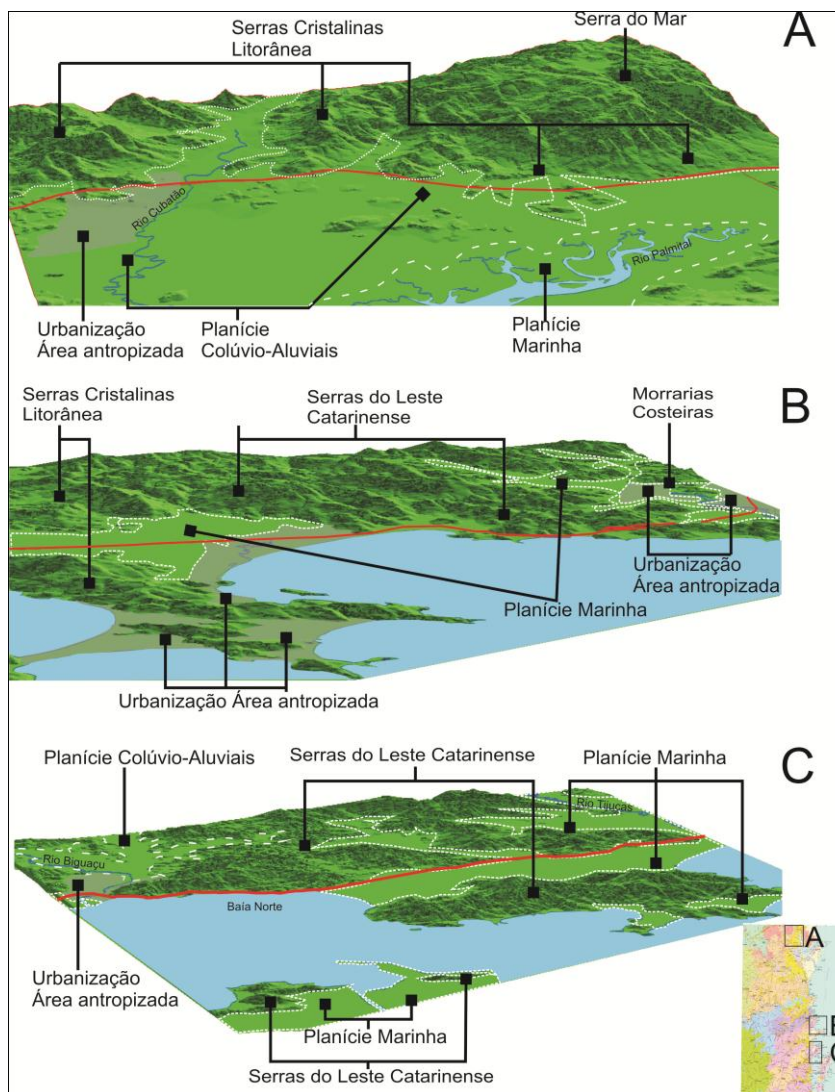 A
Serras Cristalinas
Litorânea
Serra do Mar
Rio Cubatão
Rio Palmital
Urbanização
Área antropizada
Planície
Colúvio-Aluviais
Planície
Marinha
B
Serras Cristalinas
Litorânea
Serras do Leste
Catarinense
Morrarias
Costeiras
Urbanização
Área antropizada
Planície Marinha
Urbanização Área antropizada
C
Planície Colúvio-Aluviais
Serras do Leste Catarinense
Planície Marinha
Rio Tijucas
Rio Biguaçu
Baía Norte
Urbanização
Área antropizada
Planície Marinha
Serras do Leste Catarinense
A